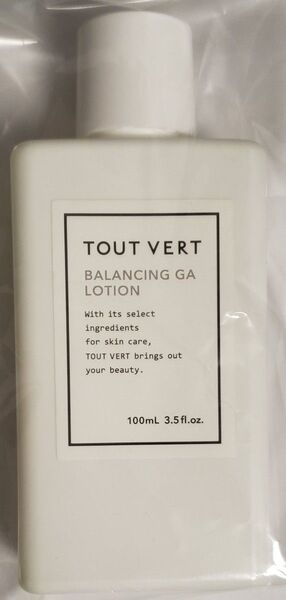 TOUT VERT
BALANCING GA
LOTION
With its select
ingredients
for skin care,
TOUT VERT brings out
your beauty.
100mL 3.5fl.oz.